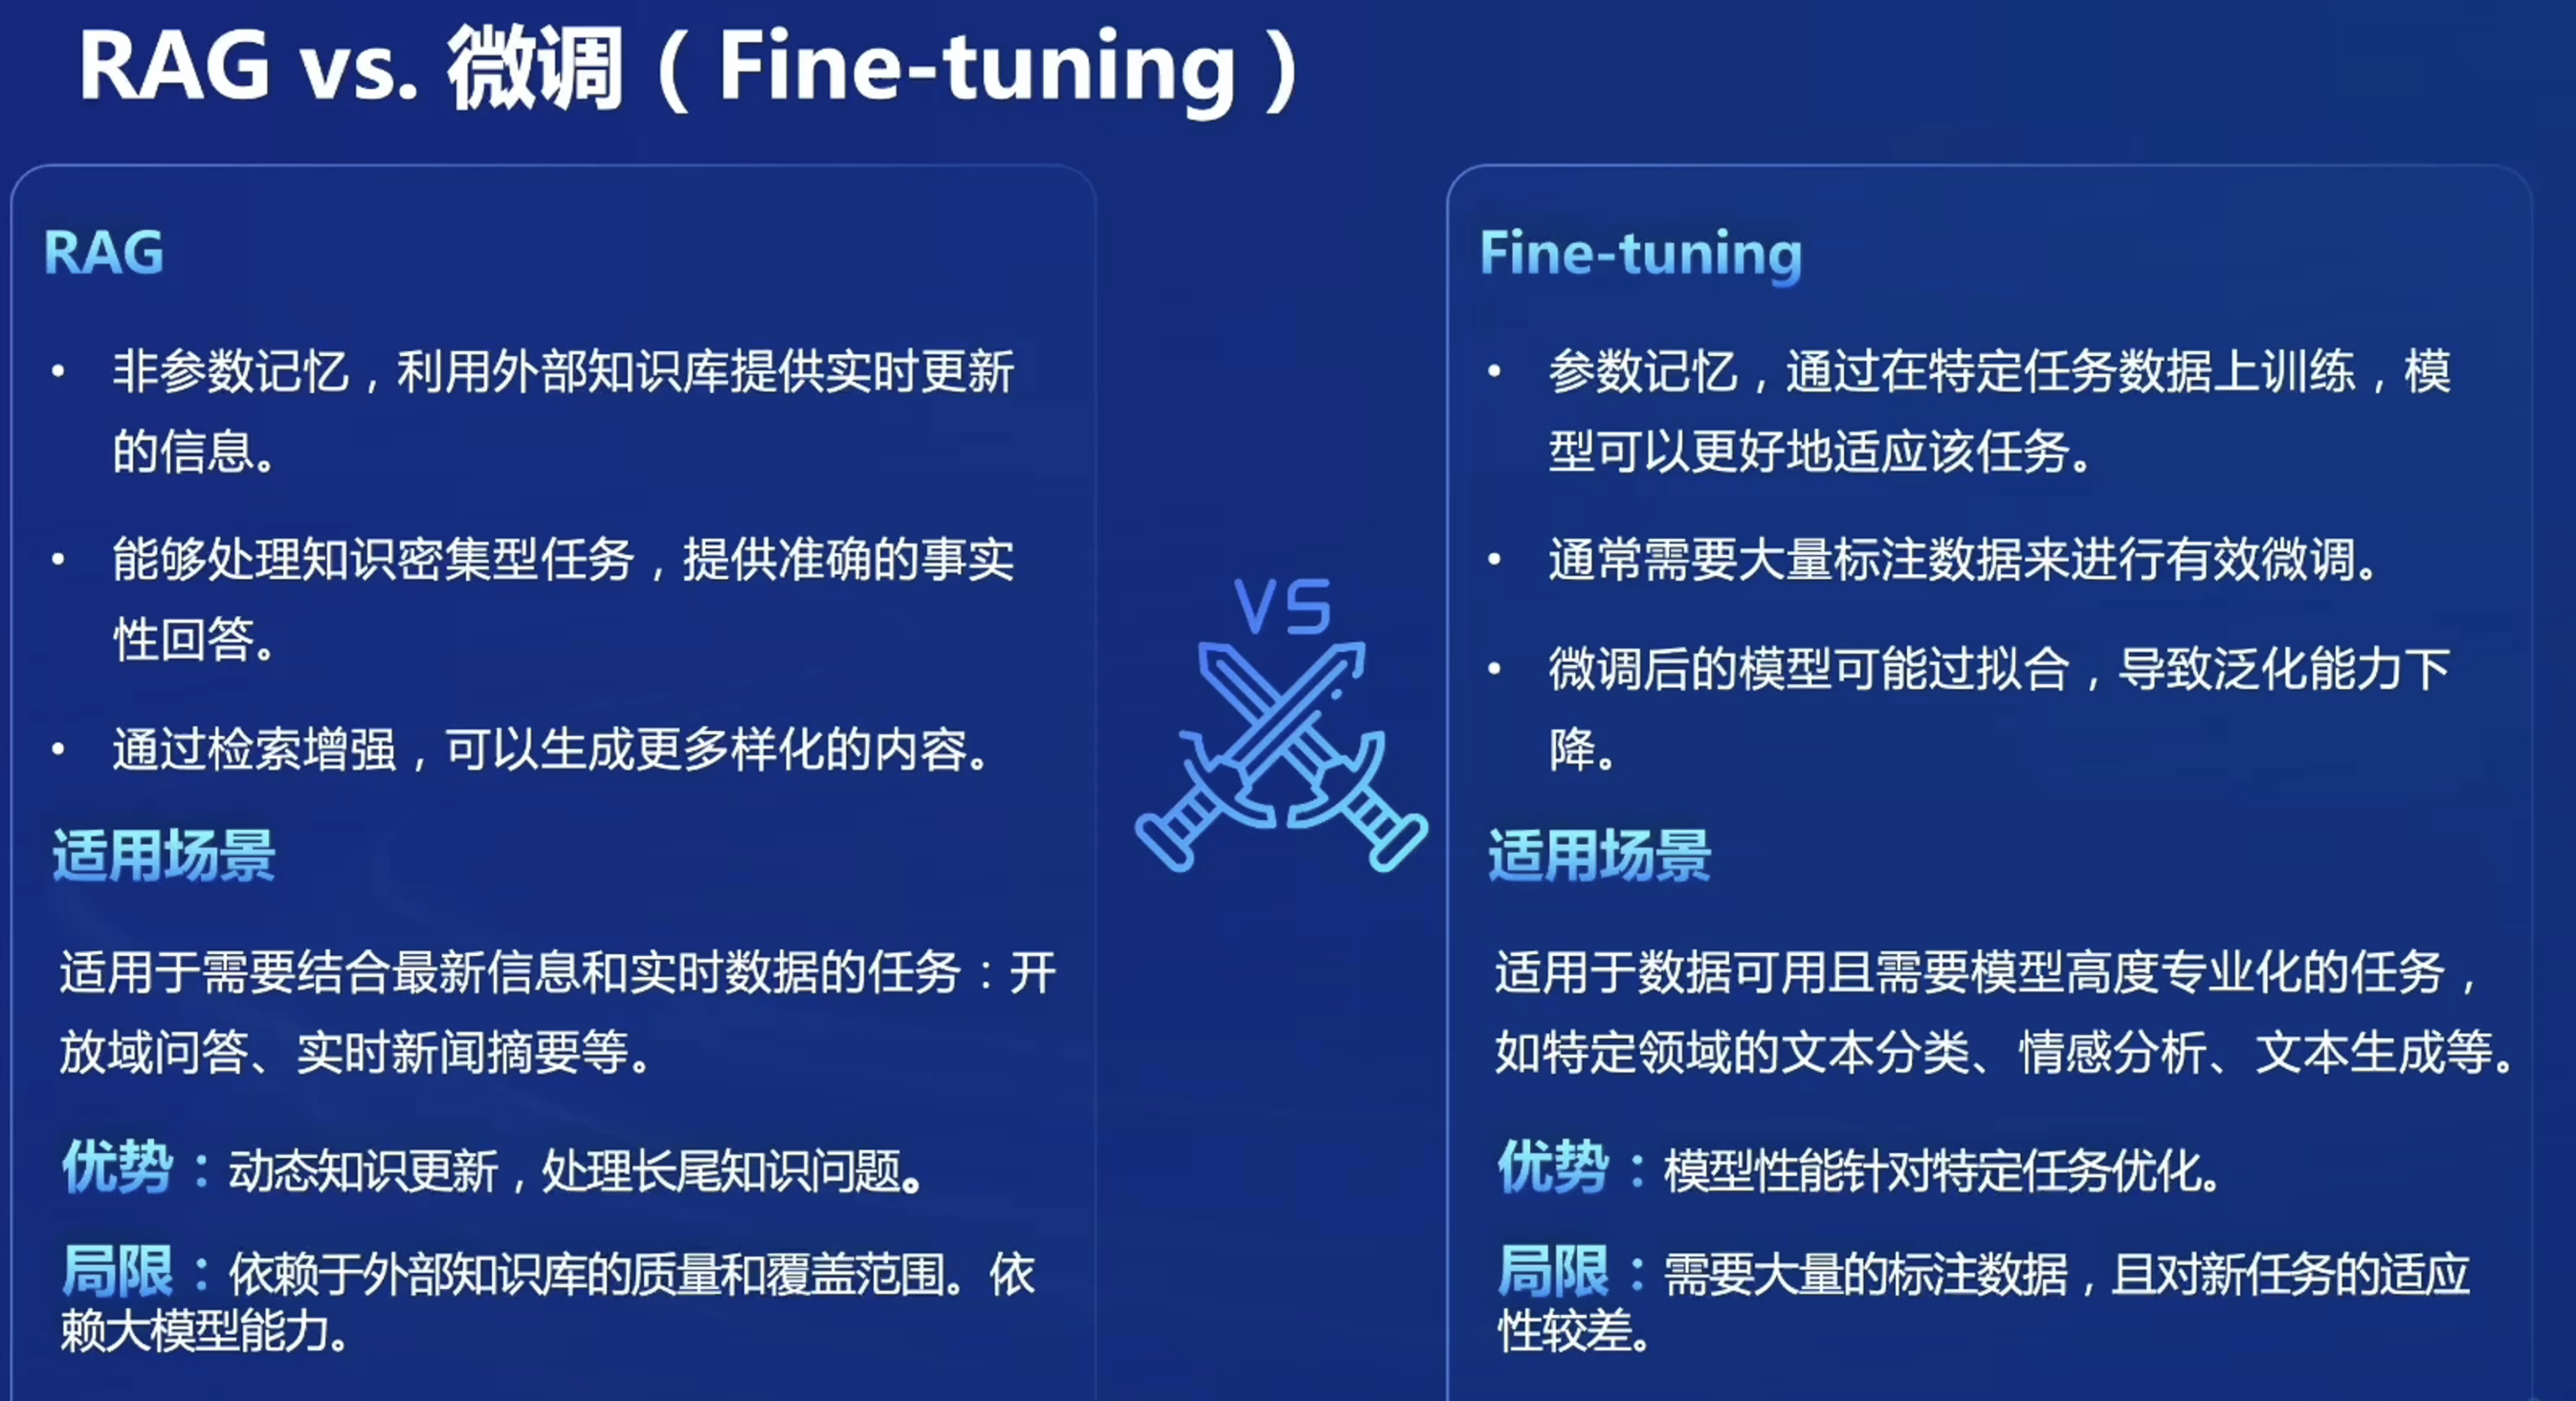 RAG vs. 微调（Fine-tuning）
RAG
• 非参数记忆，利用外部知识库提供实时更新
的信息。
• 能够处理知识密集型任务，提供准确的事实
性回答。
• 通过检索增强，可以生成更多样化的内容。
适用场景
适用于需要结合最新信息和实时数据的任务：开
放域问答、实时新闻摘要等。
优势：动态知识更新，处理长尾知识问题。
局限：依赖于外部知识库的质量和覆盖范围。依
赖大模型能力。
VS
Fine-tuning
• 参数记忆，通过在特定任务数据上训练，模
型可以更好地适应该任务。
• 通常需要大量标注数据来进行有效微调。
• 微调后的模型可能过拟合，导致泛化能力下
降。
适用场景
适用于数据可用且需要模型高度专业化的任务，
如特定领域的文本分类、情感分析、文本生成等。
优势：模型性能针对特定任务优化。
局限：需要大量的标注数据，且对新任务的适应
性较差。